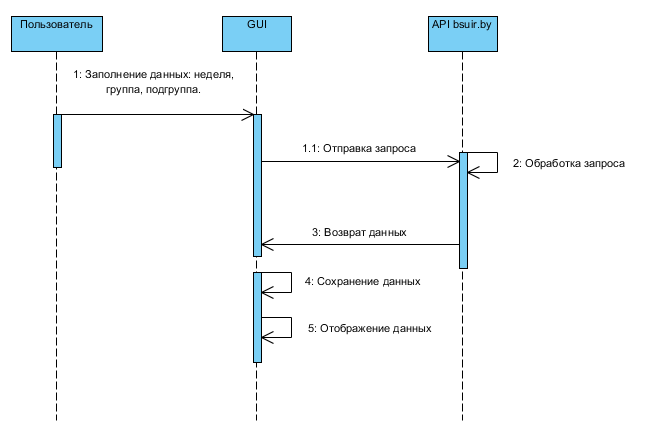 Пользователь
GUI
API bsuir.by
1: Заполнение данных: неделя,
группа, подгруппа.
1.1: Отправка запроса
2: Обработка запроса
3: Возврат данных
4: Сохранение данных
5: Отображение данных